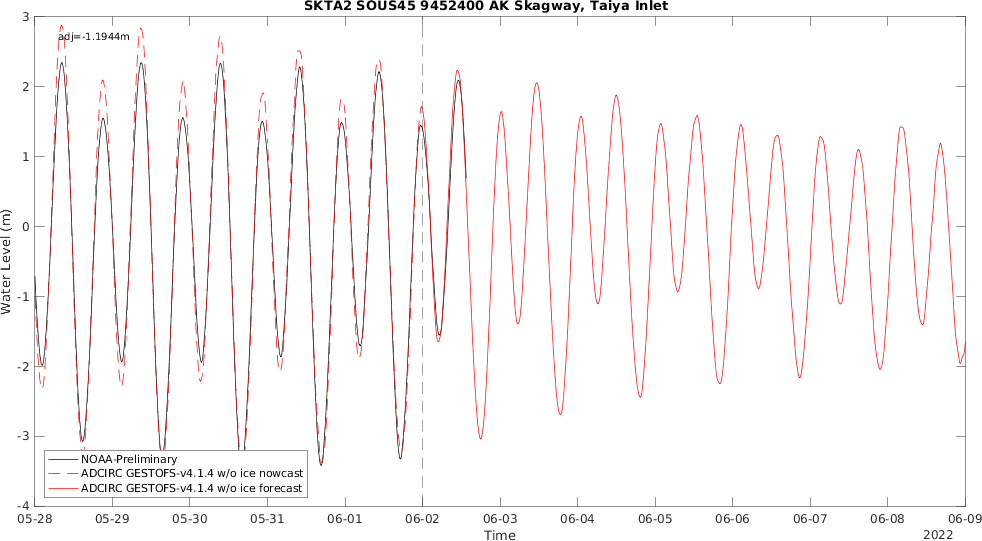 SKTA2 SOUS45 9452400 AK Skagway, Taiya Inlet
adj=-1.1944m
3
2
1
0
-1
-2
-3
-4
Water Level (m)
NOAA-Preliminary
ADCIRC GESTOFS-v4.1.4 w/o ice nowcast
ADCIRC GESTOFS-v4.1.4 w/o ice forecast
05-28 05-29 05-30 05-31 06-01 06-02 06-03 06-04 06-05 06-06 06-07 06-08 06-09
Time
2022